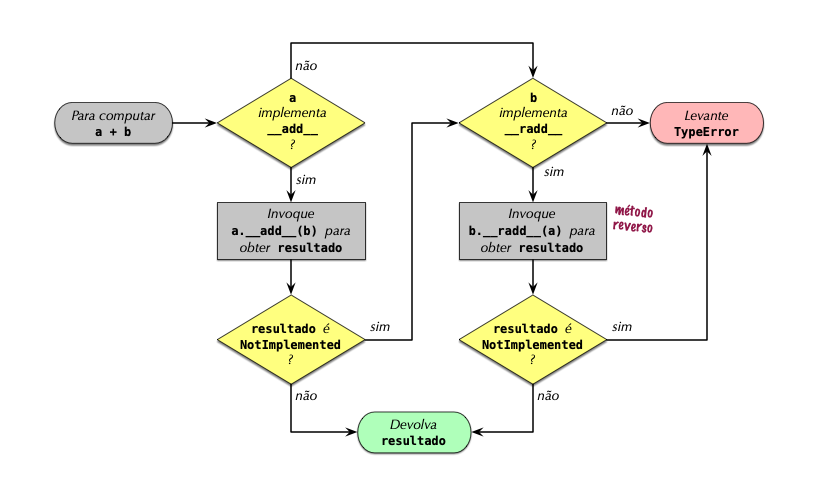 Para computar
a + b
a
implementa
__add__
?
não
sim
Invoque
a.__add__(b) para
obter resultado
resultado é
NotImplemented
?
sim
não
b
implementa
__radd__
?
não
sim
Invoque
b.__radd__(a) para
obter resultado
método
reverso
resultado é
NotImplemented
?
sim
não
Levante
TypeError
Devolva
resultado